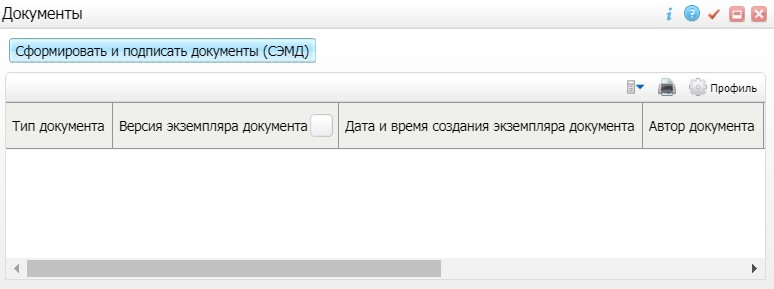 Документы
Сформировать и подписать документы (СЭМД)
Профиль
Тип документа Версия экземпляра документа Дата и время создания экземпляра документа Автор документа